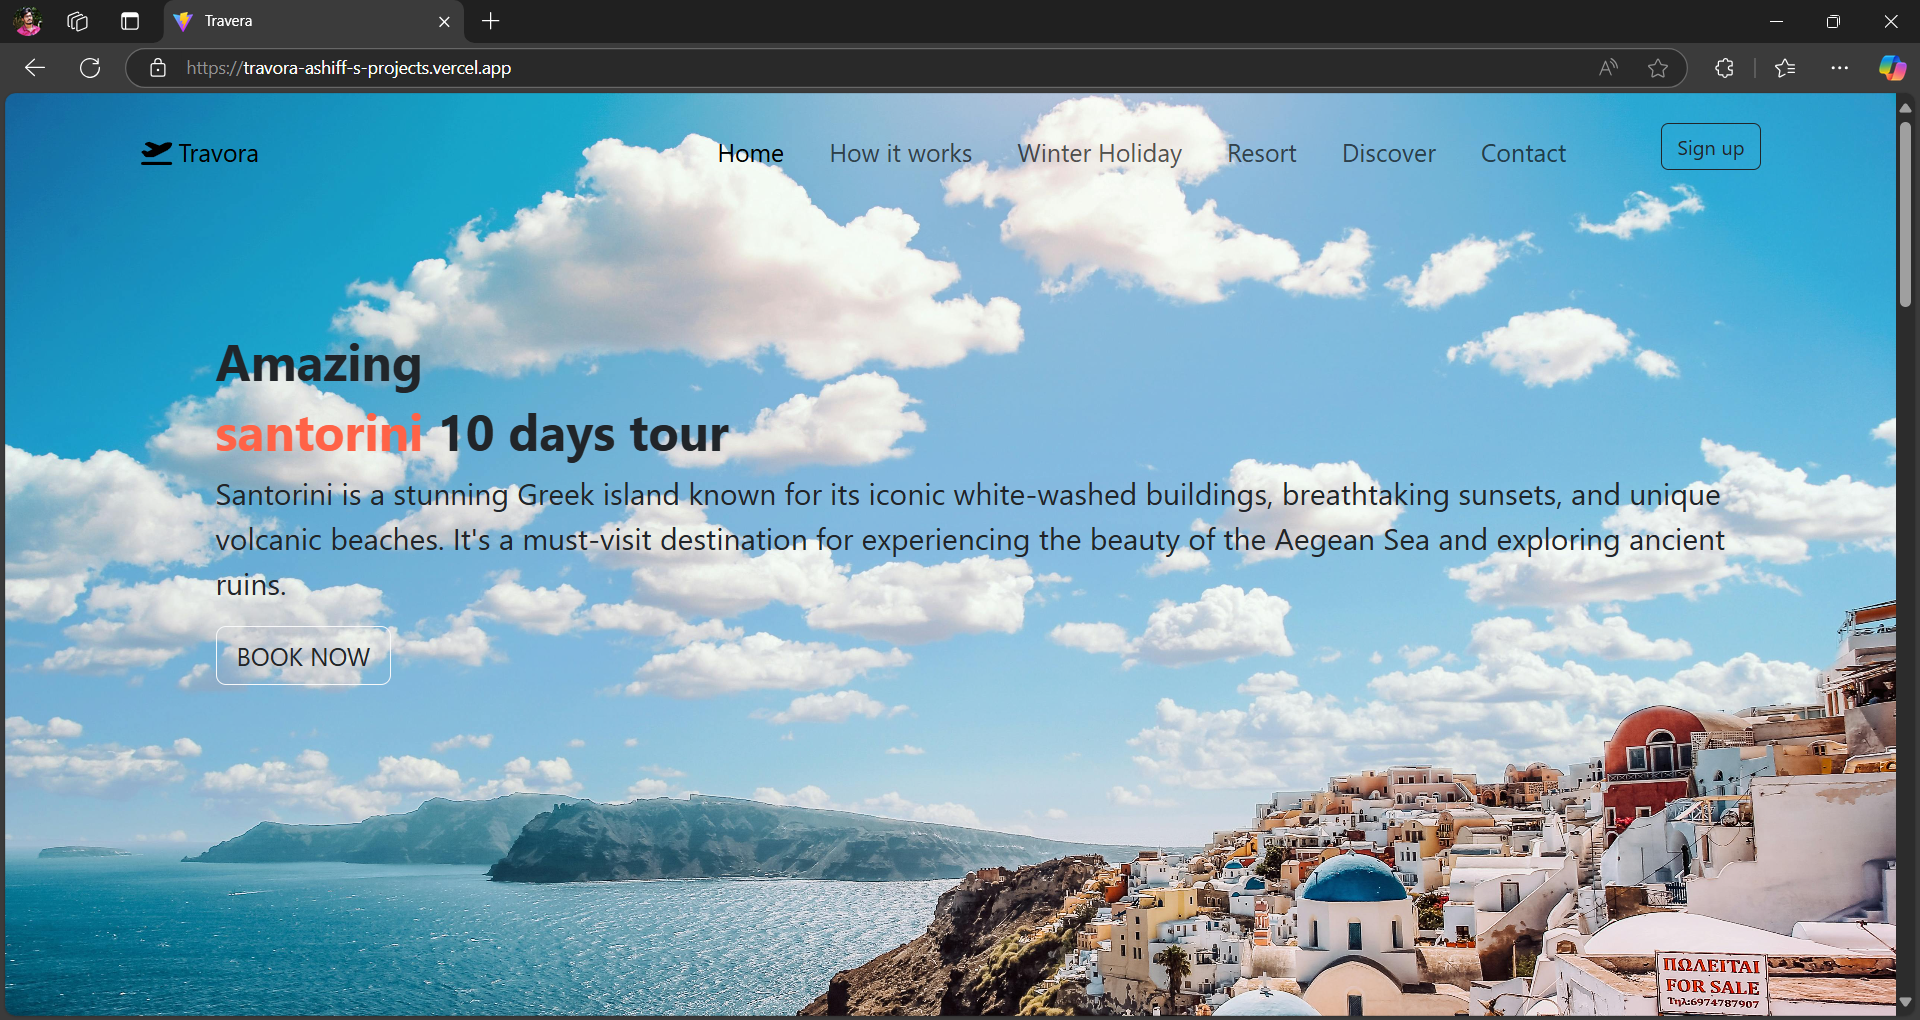 Travera
https://travora-ashiff-s-projects.vercel.app
Travora
Home
How it works
Winter Holiday
Resort
Discover
Contact
Sign up
Amazing
santorini 10 days tour
Santorini is a stunning Greek island known for its iconic white-washed buildings, breathtaking sunsets, and unique
volcanic beaches. It's a must-visit destination for experiencing the beauty of the Aegean Sea and exploring ancient
ruins.
BOOK NOW
ΠΩΛΕΙΤΑΙ
FOR SALE
Τηλ:6974787907